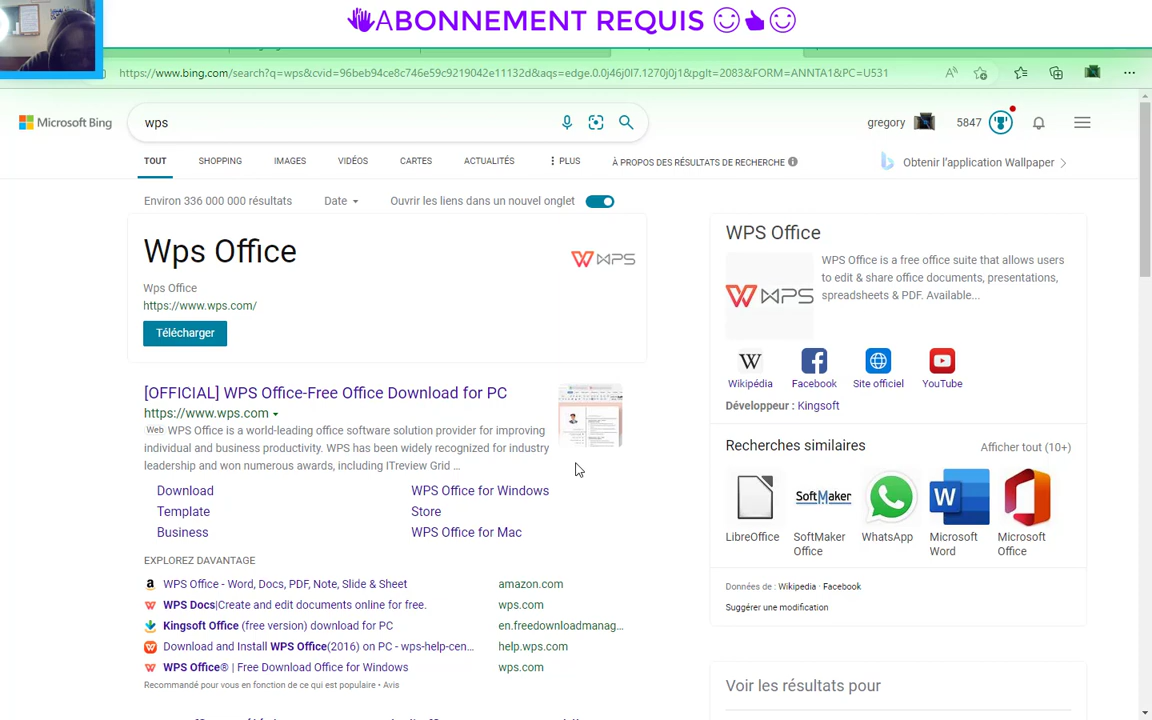 ABONNEMENT REQUIS
https://www.bing.com/search?q=wps&cvid=96beb94ce8c746e59c9219042e11132d&aqs=edge.0.0j46j0l7.1270j0j1&pglt=2083&FORM=ANNTA1&PC=U531
Microsoft Bing
wps
gregory
5847
TOUT SHOPPING IMAGES VIDÉOS CARTES ACTUALITÉS PLUS À PROPOS DES RÉSULTATS DE RECHERCHE
Obtenir l'application Wallpaper
Environ 336 000 000 résultats Date Ouvrir les liens dans un nouvel onglet
Wps Office
WPS
Wps Office
https://www.wps.com/
Télécharger
[OFFICIAL] WPS Office-Free Office Download for PC
https://www.wps.com
Web WPS Office is a world-leading office software solution provider for improving
individual and business productivity. WPS has been widely recognized for industry
leadership and won numerous awards, including ITreview Grid ...
Download WPS Office for Windows
Template Store
Business WPS Office for Mac
EXPLOREZ DAVANTAGE
WPS Office - Word, Docs, PDF, Note, Slide & Sheet amazon.com
WPS Docs|Create and edit documents online for free. wps.com
Kingsoft Office (free version) download for PC en.freedownloadmanag...
Download and Install WPS Office(2016) on PC - wps-help-cen... help.wps.com
WPS Office® | Free Download Office for Windows wps.com
Recommandé pour vous en fonction de ce qui est populaire • Avis
WPS Office
WPS
WPS Office is a free office suite that allows users
to edit & share office documents, presentations,
spreadsheets & PDF. Available...
Wikipédia Facebook Site officiel YouTube
Développeur : Kingsoft
Recherches similaires Afficher tout (10+)
SoftMaker
LibreOffice SoftMaker Office WhatsApp Microsoft Word Microsoft Office
Données de : Wikipedia · Facebook
Suggérer une modification
Voir les résultats pour